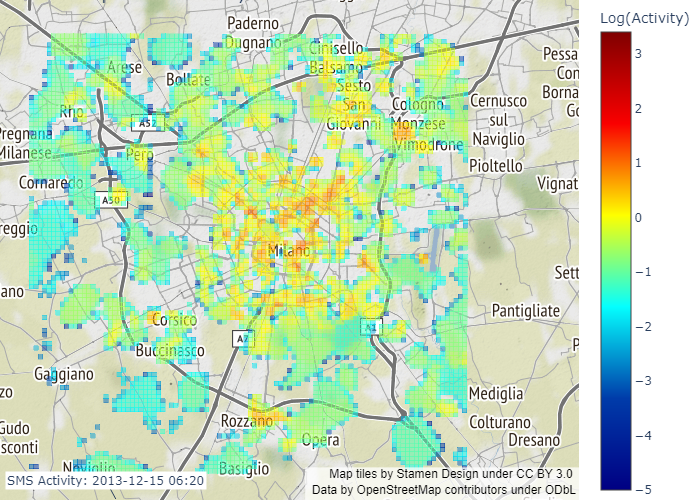 Log(Activity)
Paderno
Dugnano
Cinisello
Balsamo
Pessa
Arese
Con
Bollate
Sesto
Borna
San
Cologno
Cernusco
Go
Rho
sul
A52
Giovanni
Monzese
Naviglio
Pregnana
Milanese
Pero
Vimodrone
Pioltello
Cornaredo
Vignat
A50
reggio
Milano
Sett
ano
Pantigliate
Corsico
A1
A7
P
Buccinasco
Gaggiano
zo
Mediglia
Rozzano
Colturano
Gudo
Opera
Dresano
sconti
Noviglio
Basiglio
SMS Activity: 2013-12-15 06:20
Map tiles by Stamen Design under CC BY 3.0
Data by OpenStreetMap contributors under ODbL
3
2
1
0
−1
−2
−3
−4
−5